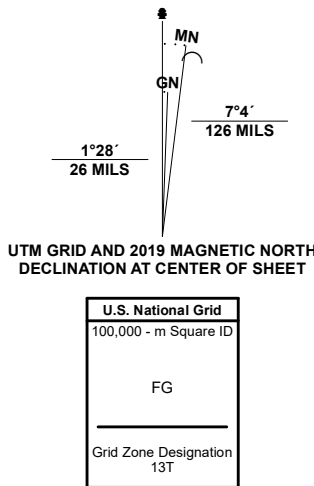 MN
GN
7°4´
126 MILS
1°28´
26 MILS
UTM GRID AND 2019 MAGNETIC NORTH
DECLINATION AT CENTER OF SHEET
U.S. National Grid
100,000 - m Square ID
FG
Grid Zone Designation
13T